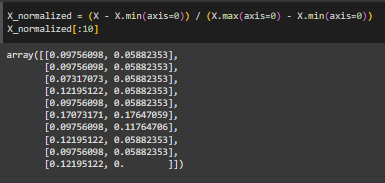 X_normalized = (X - X.min(axis=0)) / (X.max(axis=0) - X.min(axis=0))
X_normalized[:10]
array([[0.09756098, 0.05882353],
       [0.09756098, 0.05882353],
       [0.07317073, 0.05882353],
       [0.12195122, 0.05882353],
       [0.09756098, 0.05882353],
       [0.17073171, 0.17647059],
       [0.09756098, 0.11764706],
       [0.12195122, 0.05882353],
       [0.09756098, 0.05882353],
       [0.12195122, 0.        ]])